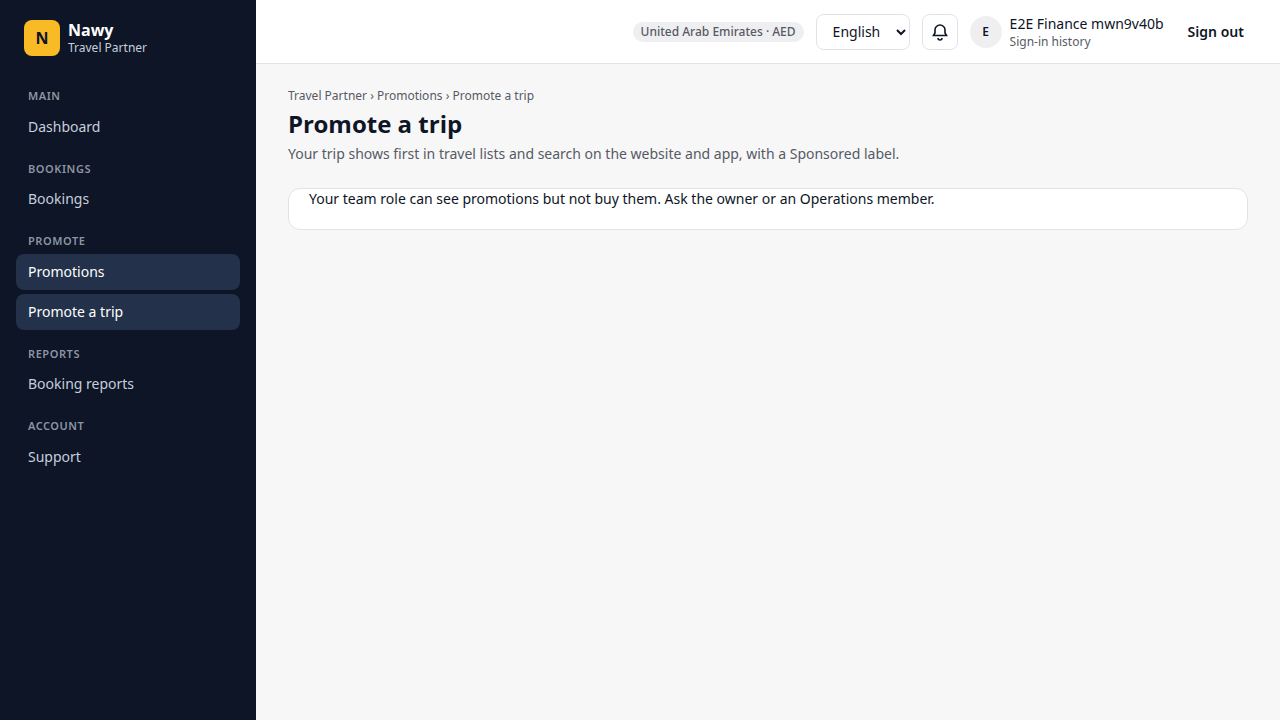 N
Nawy
Travel Partner
MAIN
Dashboard
BOOKINGS
Bookings
PROMOTE
Promotions
Promote a trip
REPORTS
Booking reports
ACCOUNT
Support
United Arab Emirates · AED
English
E
E2E Finance mwn9v40b
Sign-in history
Sign out
Travel Partner › Promotions › Promote a trip
Promote a trip
Your trip shows first in travel lists and search on the website and app, with a Sponsored label.
Your team role can see promotions but not buy them. Ask the owner or an Operations member.